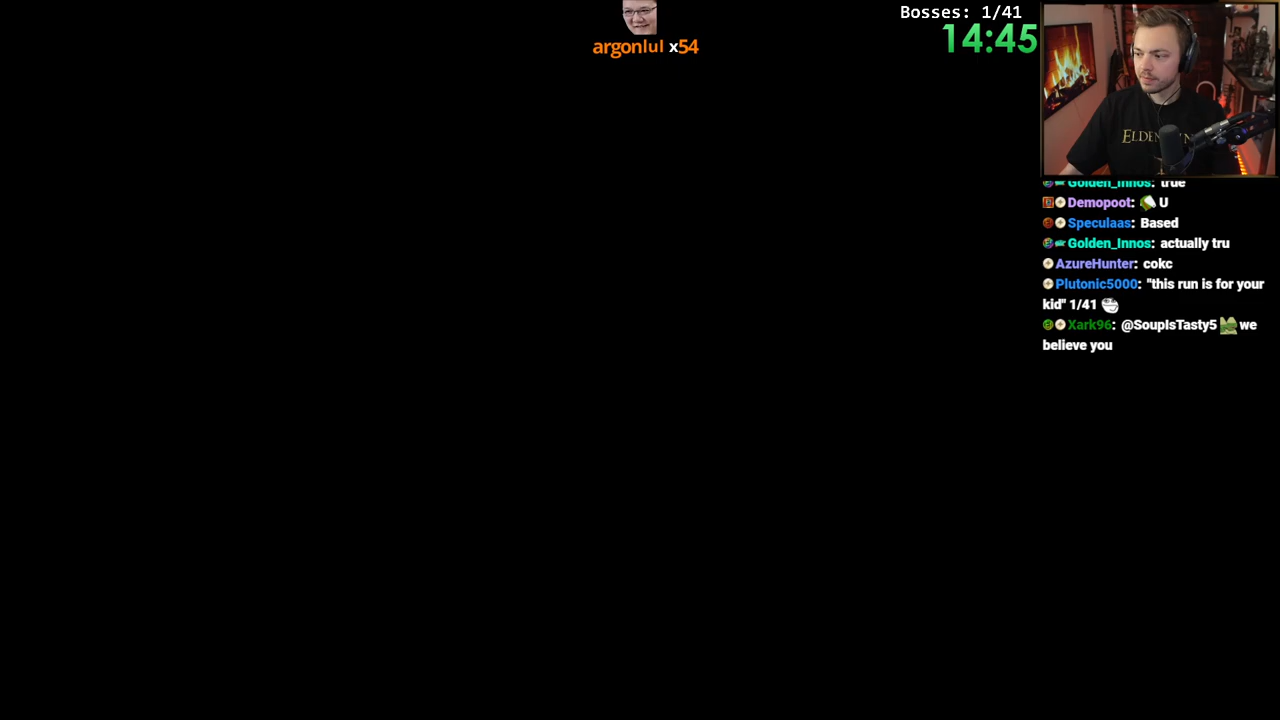 Bosses: 1/41
14:45
argonlul x54
ELDEN
Golden_Innos: true
Demopoot: U
Speculaas: Based
Golden_Innos: actually tru
AzureHunter: cokc
Plutonic5000: "this run is for your
kid" 1/41
Xark96: @SoupIsTasty5 we
believe you